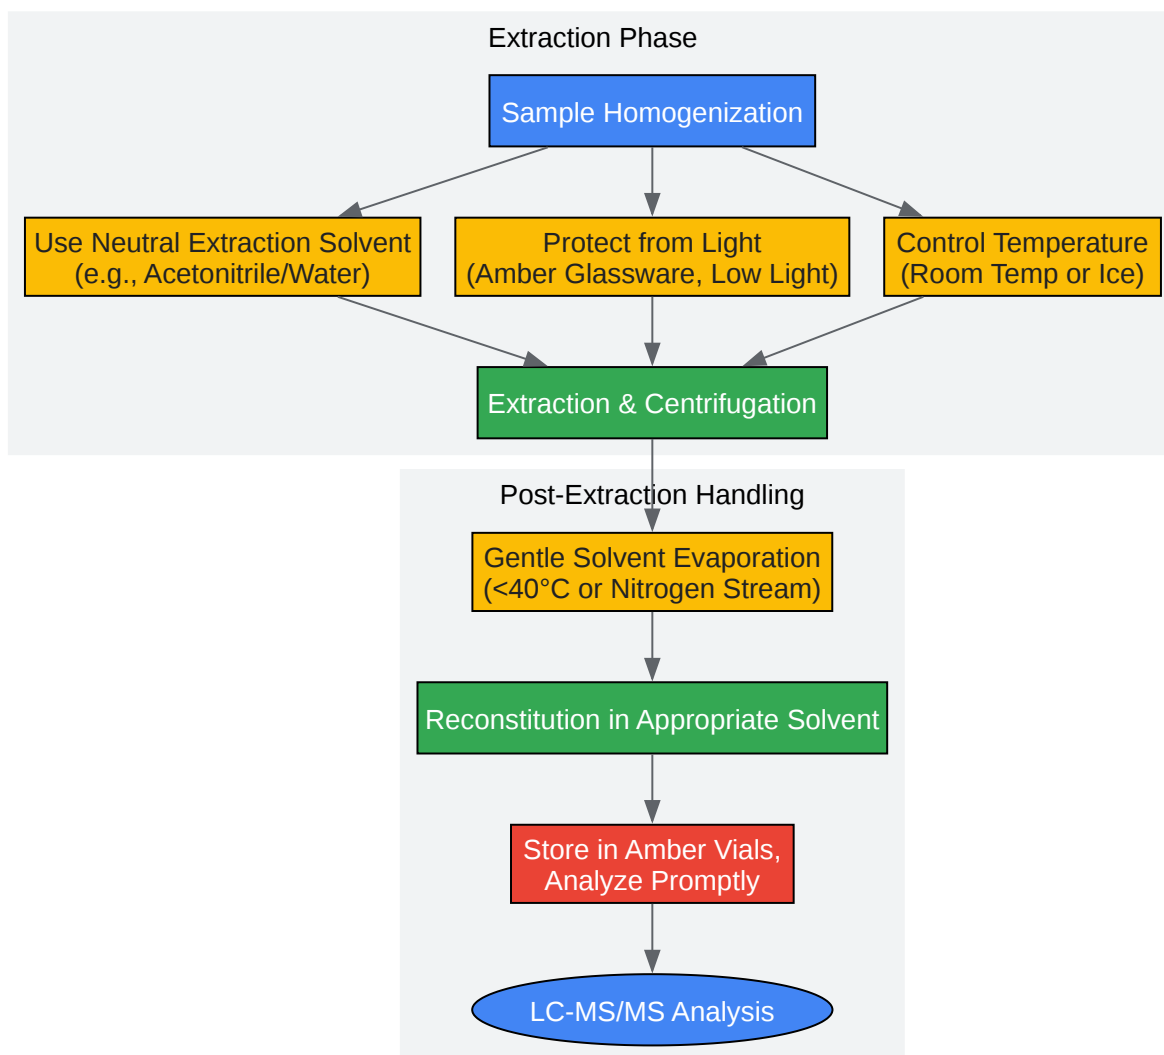 Extraction Phase
Sample Homogenization
Use Neutral Extraction Solvent
(e.g., Acetonitrile/Water)
Protect from Light
(Amber Glassware, Low Light)
Control Temperature
(Room Temp or Ice)
Extraction & Centrifugation
Post-Extraction Handling
Gentle Solvent Evaporation
(<40°C or Nitrogen Stream)
Reconstitution in Appropriate Solvent
Store in Amber Vials,
Analyze Promptly
LC-MS/MS Analysis